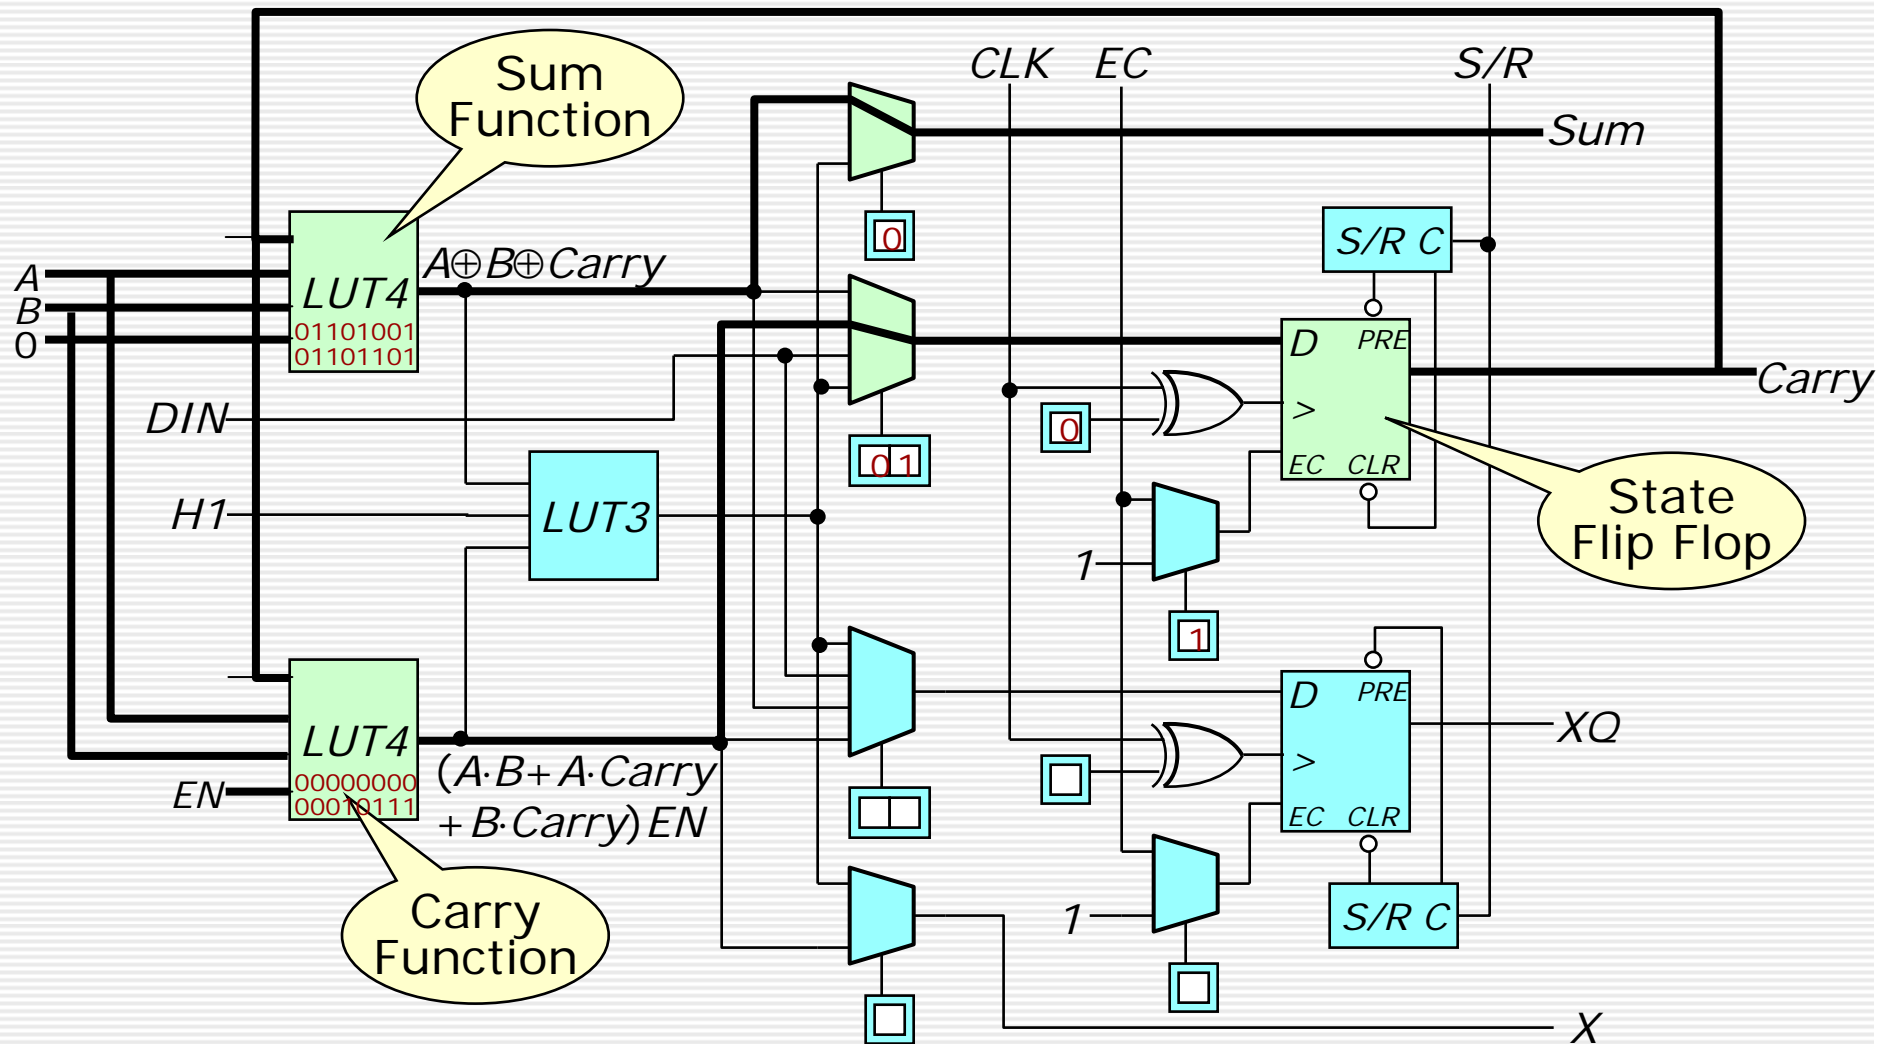 Sum
Function
CLK EC S/R
Sum
0
S/R C
A⊕B⊕Carry
A
B
0
LUT4
01101001
01101101
D PRE
Carry
>
0
EC CLR
DIN
0 1
H1
LUT3
State
Flip Flop
1
1
D PRE
XQ
LUT4
00000000
00010111
(A·B+A·Carry
+B·Carry)EN
EN
>
EC CLR
Carry
Function
1
S/R C
X